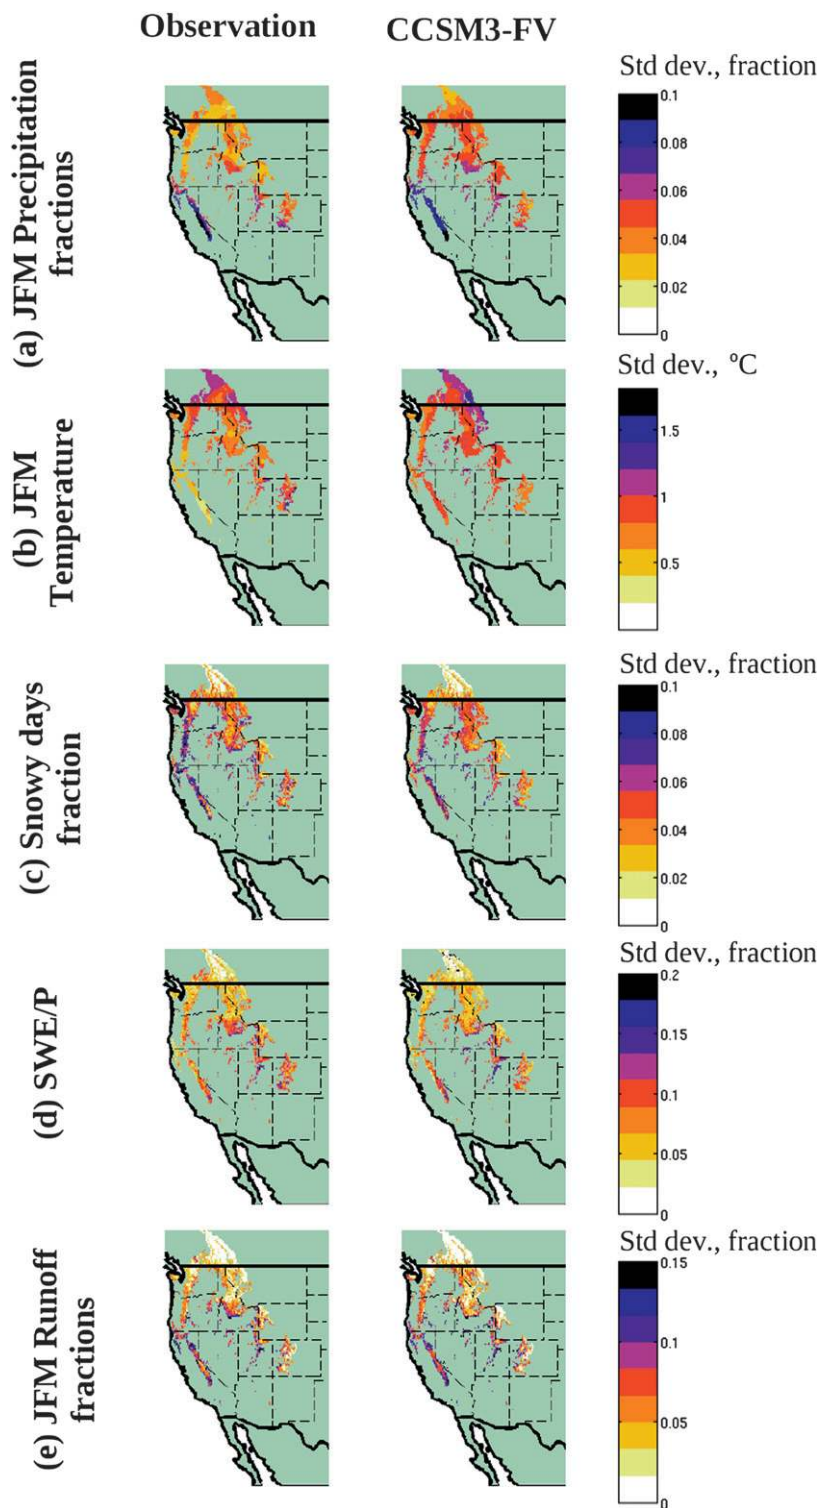 Observation
CCSM3-FV
(a) JFM Precipitation
fractions
Std dev., fraction
0.1
0.08
0.06
0.04
0.02
0
(b) JFM
Temperature
Std dev., ºC
1.5
1
0.5
(c) Snowy days
fraction
Std dev., fraction
0.1
0.08
0.06
0.04
0.02
0
(d) SWE/P
Std dev., fraction
0.2
0.15
0.1
0.05
0
(e) JFM Runoff
fractions
Std dev., fraction
0.15
0.1
0.05
0